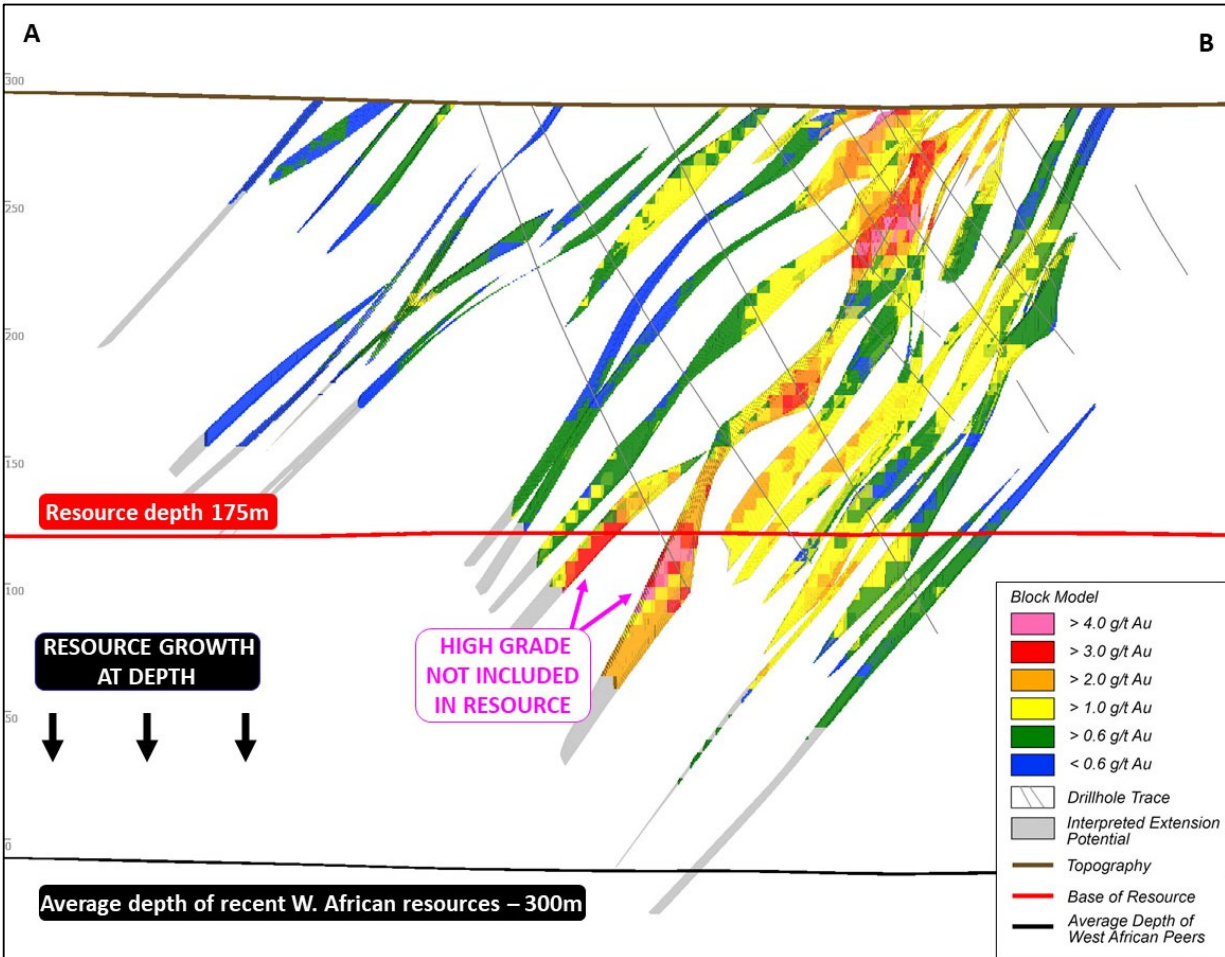 A
B
300
250
200
150
Resource depth 175m
100
HIGH GRADE
NOT INCLUDED
IN RESOURCE
RESOURCE GROWTH
AT DEPTH
50
0
Average depth of recent W. African resources – 300m
Block Model
> 4.0 g/t Au
> 3.0 g/t Au
> 2.0 g/t Au
> 1.0 g/t Au
> 0.6 g/t Au
< 0.6 g/t Au
Drillhole Trace
Interpreted Extension
Potential
Topography
Base of Resource
Average Depth of
West African Peers